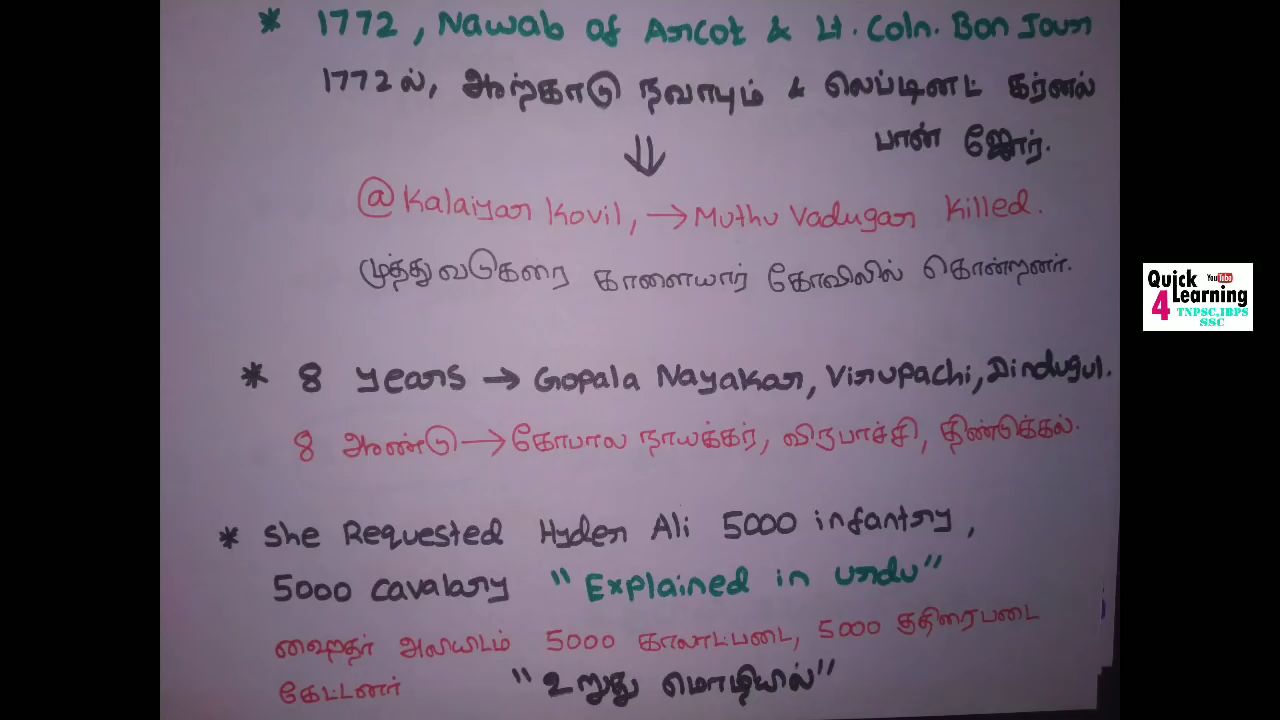 * 1772, Nawab of Arcot & Lt. Coln. Bon Jour
1772ல், ஆற்காடு நவாபும் & லெப்டினட் கர்னல்
பான் ஜோர்.
⇓
@ Kalaiyar Kovil, → Muthu Vadugar Killed.
முத்து வடுகரை காளையார் கோவிலில் கொன்றனர்.
* 8 years → Gopala Nayakar, Virupachi, Dindugul.
8 ஆண்டு → கோபால நாயக்கர், விருபாச்சி, திண்டுக்கல்.
* She Requested Hyder Ali 5000 infantry,
5000 cavalary "Explained in urdu"
ஹைதர் அலியிடம் 5000 காலாட்படை, 5000 குதிரைபடை
கேட்டனர் "உறுது மொழியில்"
Quick YouTube
4 Learning
TNPSC,IBPS
SSC